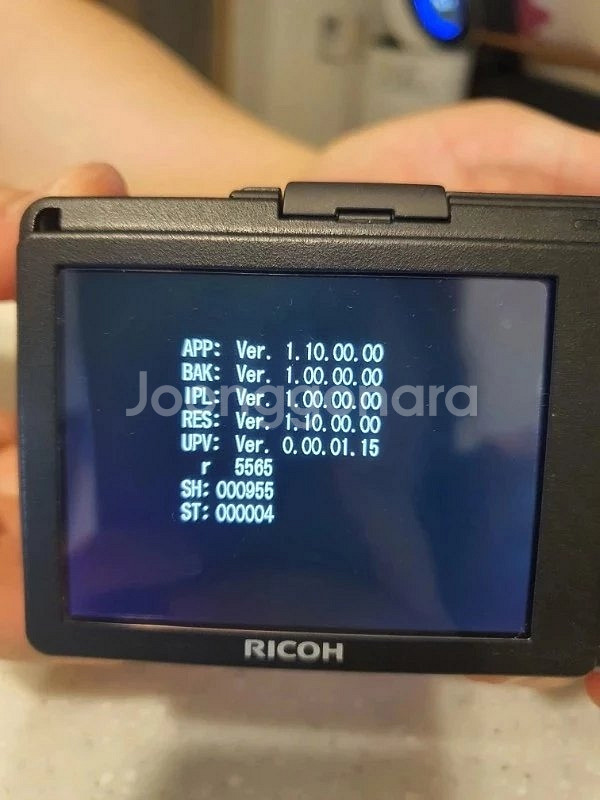 APP: Ver. 1.10.00.00
BAK: Ver. 1.00.00.00
IPL: Ver. 1.00.00.00
Joonggonara
RES: Ver. 1.10.00.00
UPV: Ver. 0.00.01.15
r 5565
SH: 000955
ST: 000004
RICOH